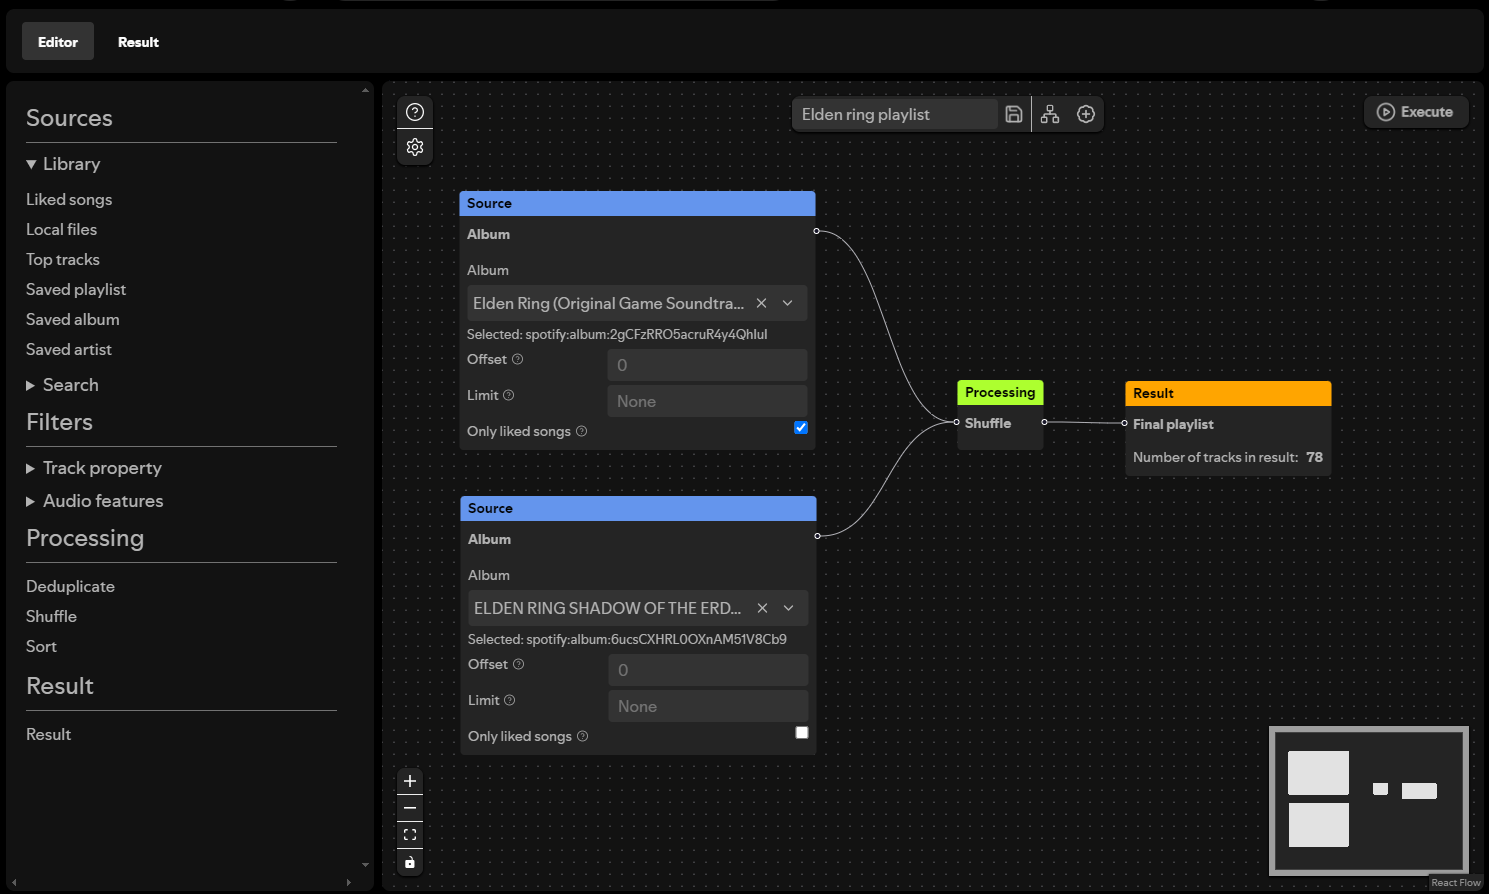 Editor
Result
Sources
Library
Liked songs
Local files
Top tracks
Saved playlist
Saved album
Saved artist
Search
Filters
Track property
Audio features
Processing
Deduplicate
Shuffle
Sort
Result
Result
Elden ring playlist
Execute
Source
Album
Album
Elden Ring (Original Game Soundtra...
Selected: spotify:album:2gCFzRRO5acruR4y4QhluI
Offset
0
Limit
None
Only liked songs
Source
Album
Album
ELDEN RING SHADOW OF THE ERD...
Selected: spotify:album:6ucsCXHRL0OXnAM51V8Cb9
Offset
0
Limit
None
Only liked songs
Processing
Shuffle
Result
Final playlist
Number of tracks in result: 78
React Flow